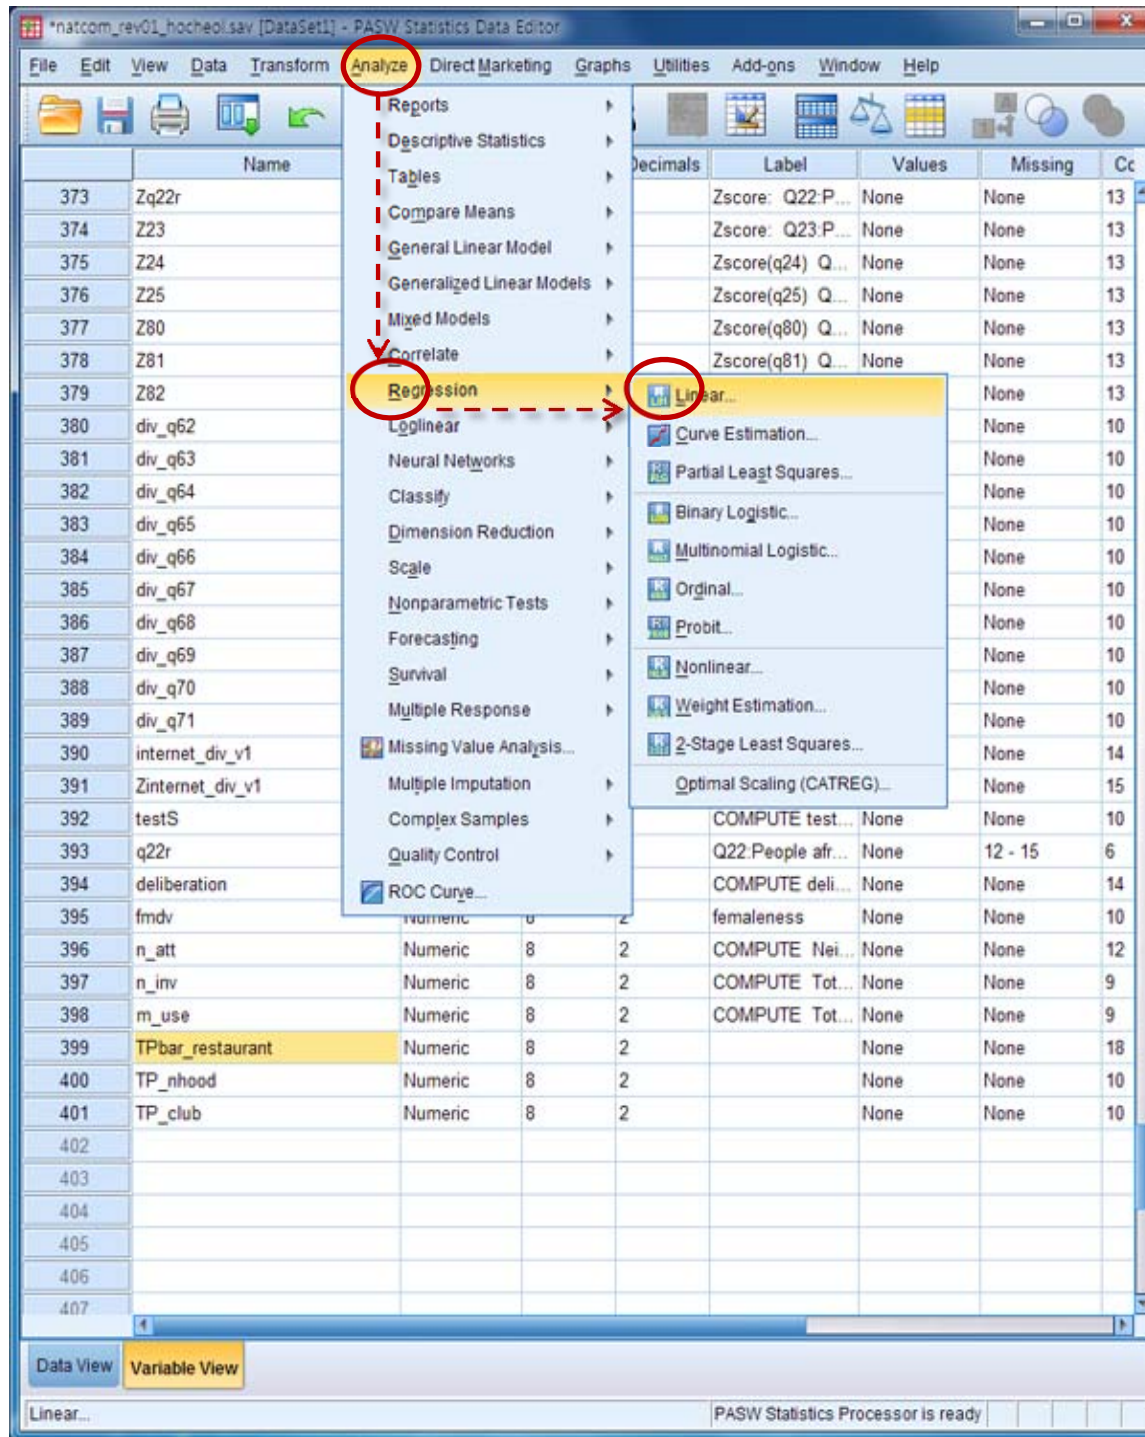 *natcom_rev01_hocheol.sav [DataSet1] - PASW Statistics Data Editor
File Edit View Data Transform Analyze Direct Marketing Graphs Utilities Add-ons Window Help
Name Decimals Label Values Missing Cc
Reports
Descriptive Statistics
Tables
Compare Means
General Linear Model
Generalized Linear Models
Mixed Models
Correlate
Regression
Loglinear
Neural Networks
Classify
Dimension Reduction
Scale
Nonparametric Tests
Forecasting
Survival
Multiple Response
Missing Value Analysis...
Multiple Imputation
Complex Samples
Quality Control
ROC Curve...
Linear...
Curve Estimation...
Partial Least Squares...
Binary Logistic...
Multinomial Logistic...
Ordinal...
Probit...
Nonlinear...
Weight Estimation...
2-Stage Least Squares...
Optimal Scaling (CATREG)...
373 Zq22r Zscore: Q22:P... None None 13
374 Z23 Zscore: Q23:P... None None 13
375 Z24 Zscore(q24) Q... None None 13
376 Z25 Zscore(q25) Q... None None 13
377 Z80 Zscore(q80) Q... None None 13
378 Z81 Zscore(q81) Q... None None 13
379 Z82 None 13
380 div_q62 None 10
381 div_q63 None 10
382 div_q64 None 10
383 div_q65 None 10
384 div_q66 None 10
385 div_q67 None 10
386 div_q68 None 10
387 div_q69 None 10
388 div_q70 None 10
389 div_q71 None 10
390 internet_div_v1 None 14
391 Zinternet_div_v1 None 15
392 testS COMPUTE test... None None 10
393 q22r Q22:People afr... None 12 - 15 6
394 deliberation COMPUTE deli... None None 14
395 fmdv Numeric 8 2 femaleness None None 10
396 n_att Numeric 8 2 COMPUTE Nei... None None 12
397 n_inv Numeric 8 2 COMPUTE Tot... None None 9
398 m_use Numeric 8 2 COMPUTE Tot... None None 9
399 TPbar_restaurant Numeric 8 2 None None 18
400 TP_nhood Numeric 8 2 None None 10
401 TP_club Numeric 8 2 None None 10
402
403
404
405
406
407
Data View Variable View
Linear... PASW Statistics Processor is ready